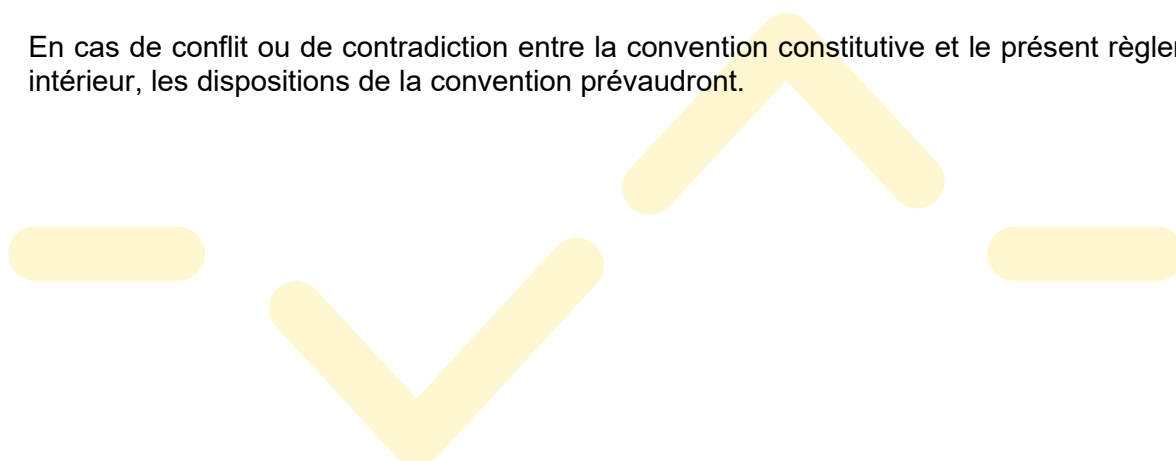 En cas de conflit ou de contradiction entre la convention constitutive et le présent règle
intérieur, les dispositions de la convention prévaudront.